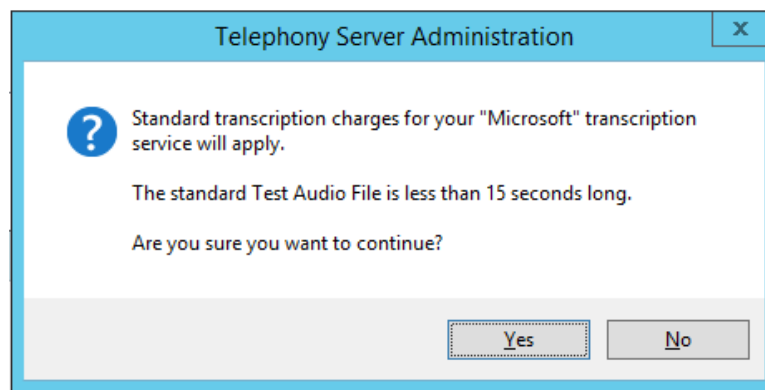 Telephony Server Administration
x
?
Standard transcription charges for your "Microsoft" transcription
service will apply.
The standard Test Audio File is less than 15 seconds long.
Are you sure you want to continue?
Yes
No